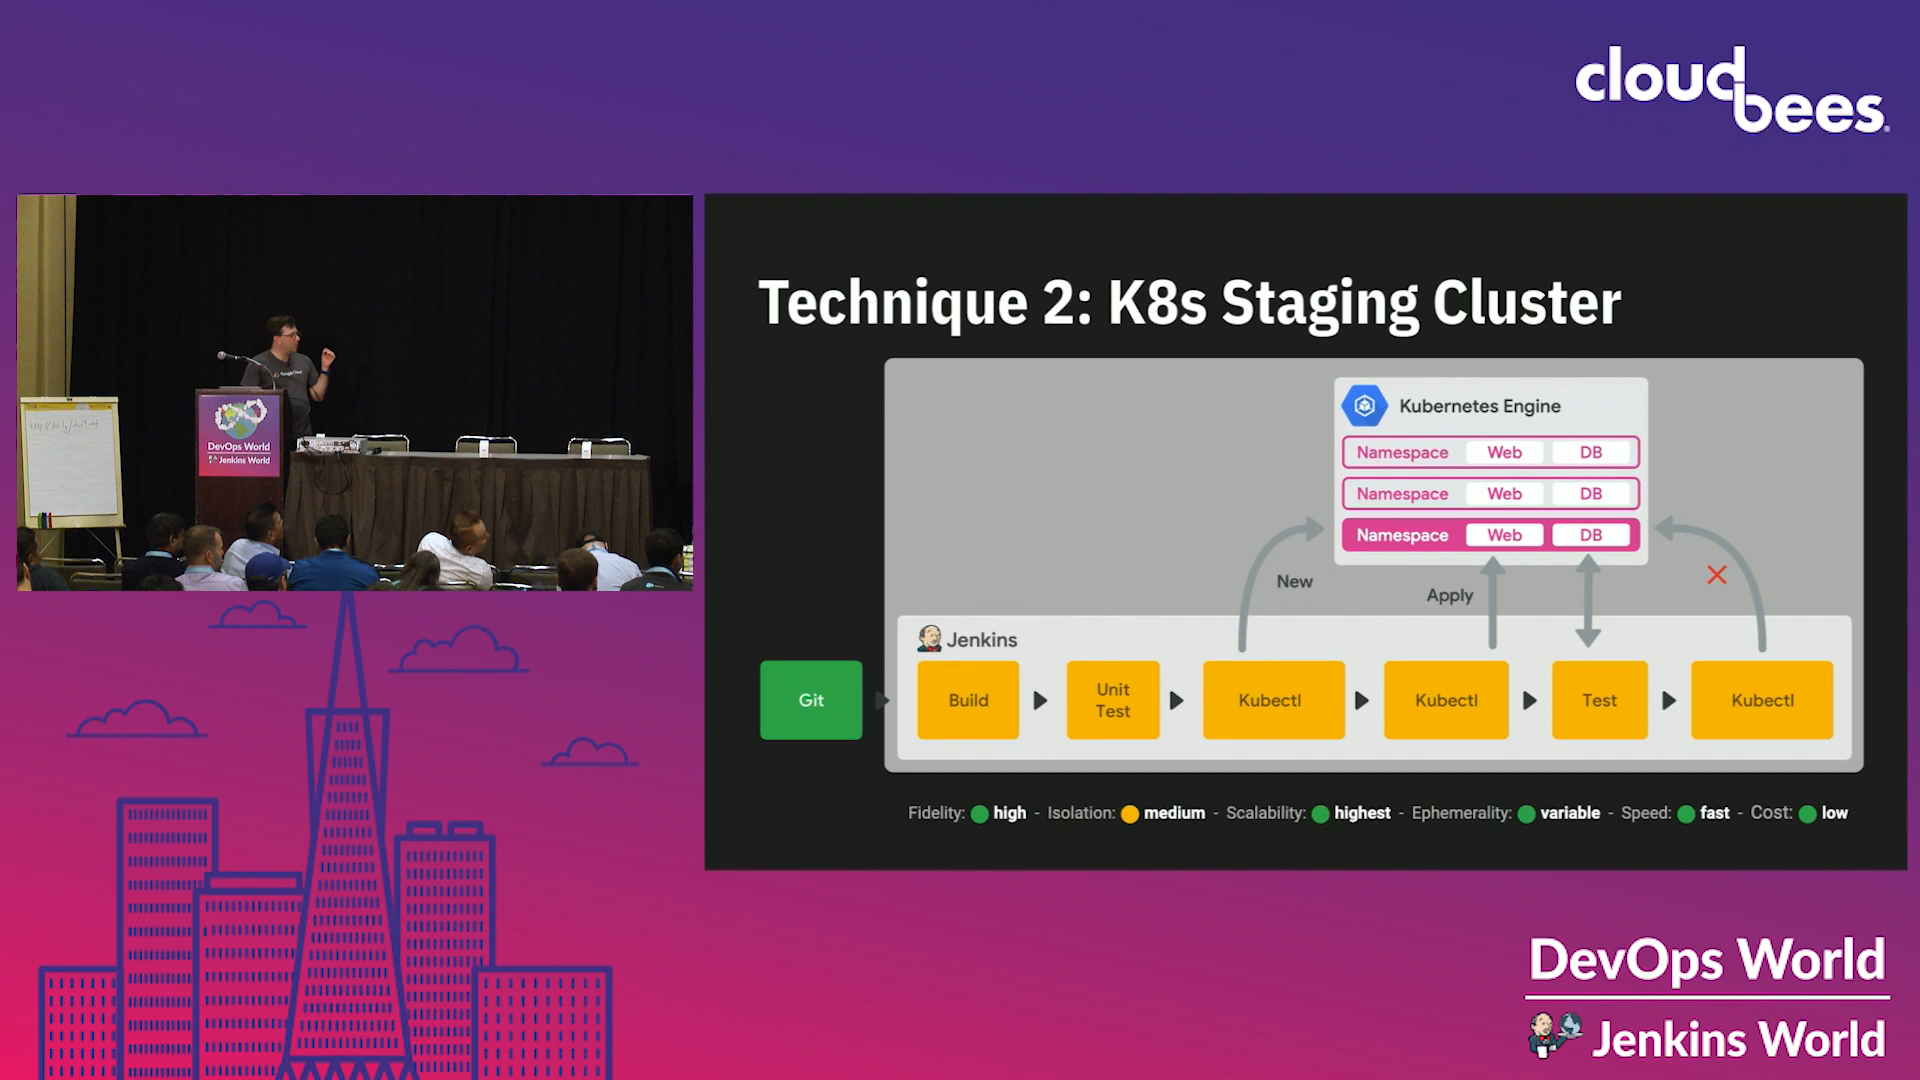 cloudbees
Google Cloud
DevOps World
Jenkins World
Technique 2: K8s Staging Cluster
Kubernetes Engine
Namespace Web DB
Namespace Web DB
Namespace Web DB
New
Apply
Jenkins
Git
Build
Unit
Test
Kubectl
Kubectl
Test
Kubectl
Fidelity: high - Isolation: medium - Scalability: highest - Ephemerality: variable - Speed: fast - Cost: low
DevOps World
Jenkins World